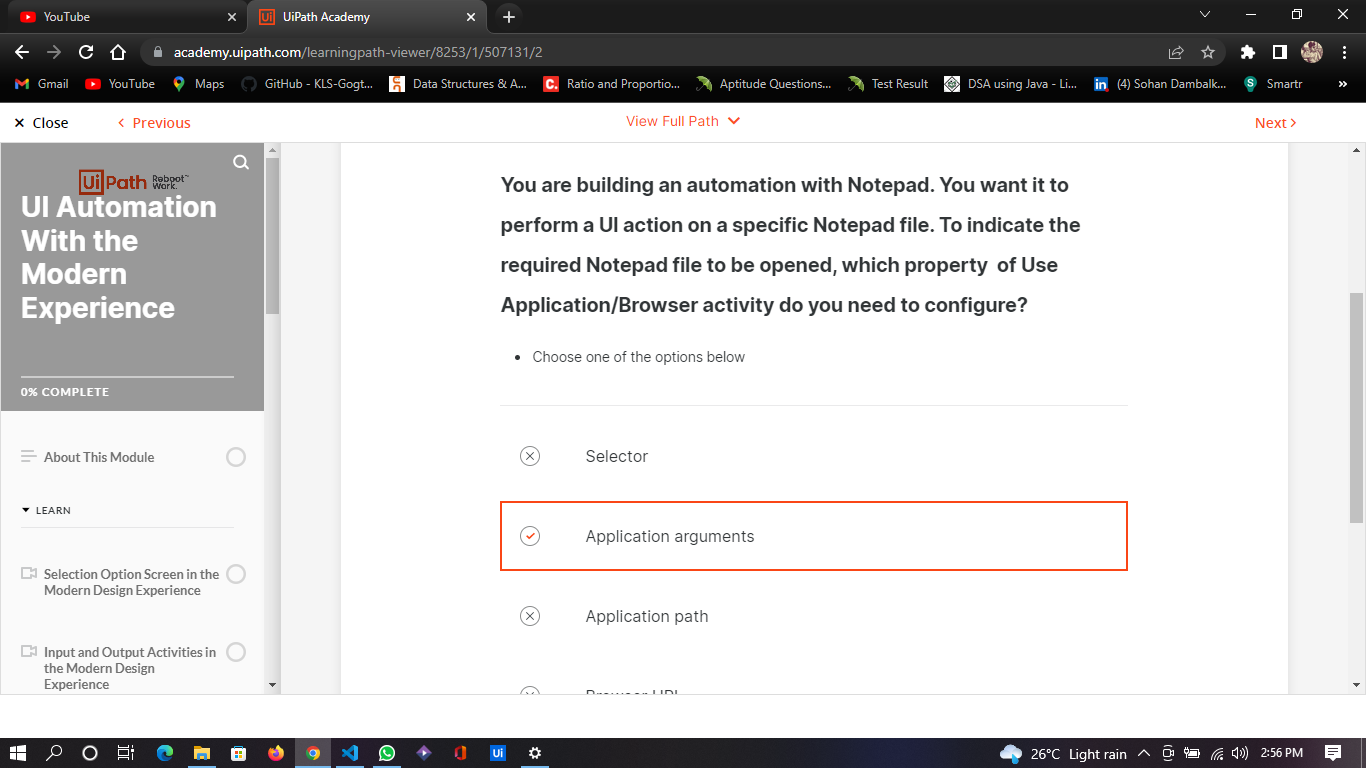 YouTube
UiPath Academy
academy.uipath.com/learningpath-viewer/8253/1/507131/2
Gmail
YouTube
Maps
GitHub - KLS-Gogt...
Data Structures & A...
Ratio and Proportio...
Aptitude Questions...
Test Result
DSA using Java - Li...
(4) Sohan Dambalk...
Smartr
Close
Previous
View Full Path
Next
Ui Path Reboot Work.™
UI Automation
With the
Modern
Experience
0% COMPLETE
About This Module
LEARN
Selection Option Screen in the
Modern Design Experience
Input and Output Activities in
the Modern Design
Experience
You are building an automation with Notepad. You want it to
perform a UI action on a specific Notepad file. To indicate the
required Notepad file to be opened, which property of Use
Application/Browser activity do you need to configure?
Choose one of the options below
Selector
Application arguments
Application path
Browser URL
Ui
26°C Light rain
2:56 PM